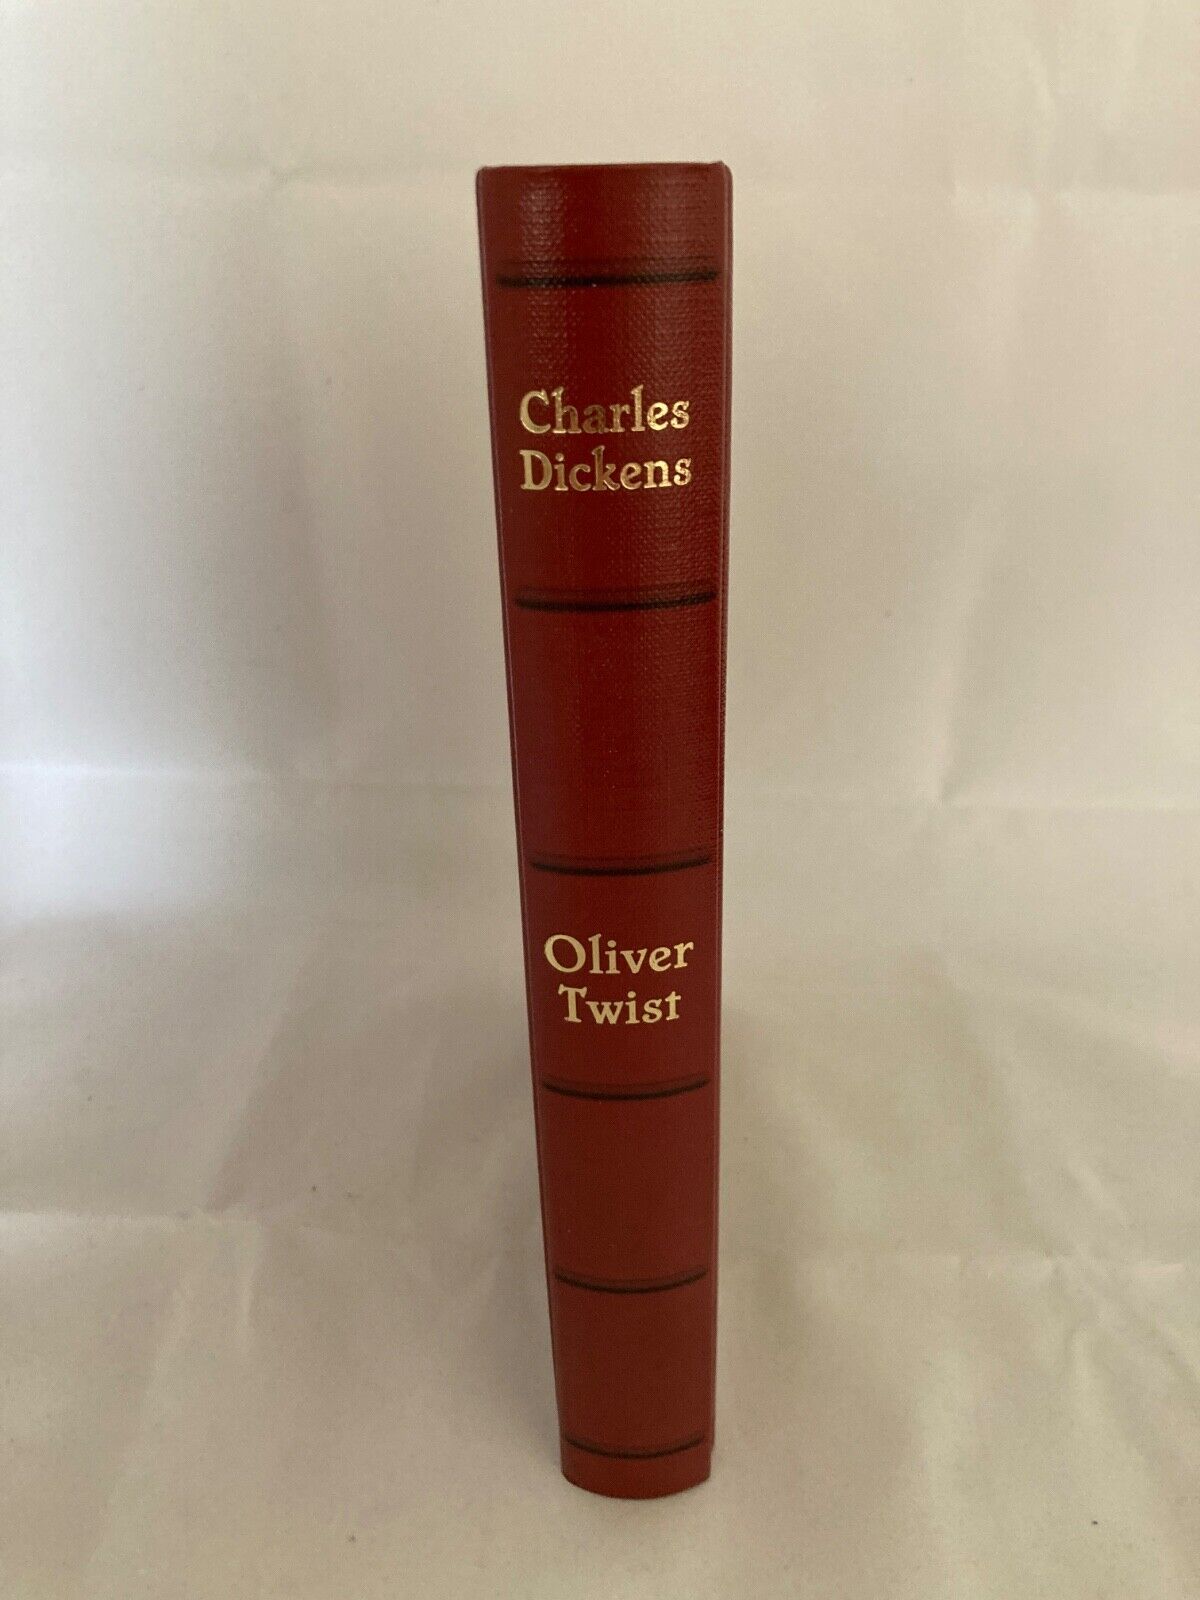 Charles
Dickens
Oliver
Twist